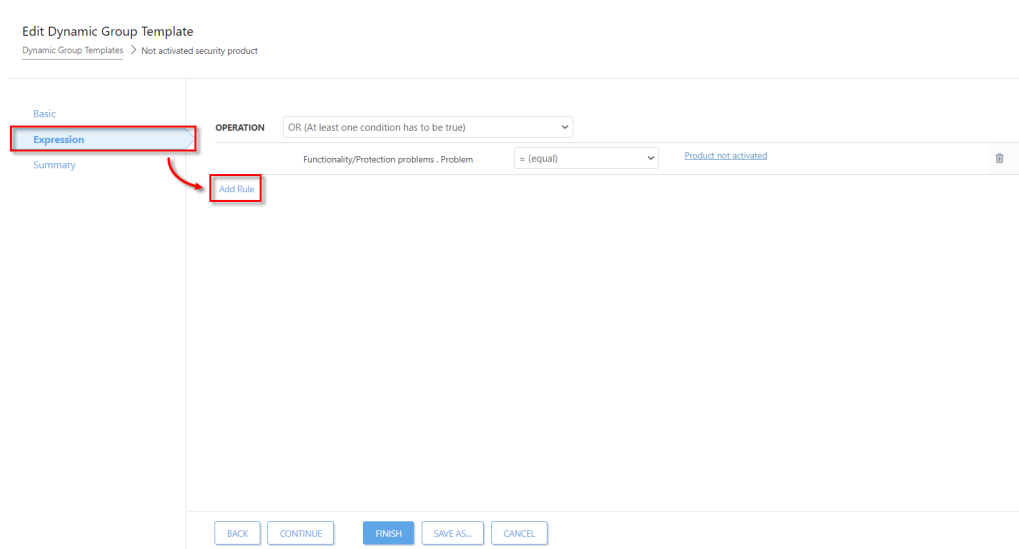 Edit Dynamic Group Template
Dynamic Group Templates > Not activated security product
Basic
Expression
Summary
OPERATION OR (At least one condition has to be true)
Functionality/Protection problems . Problem = (equal) Product not activated
Add Rule
BACK CONTINUE FINISH SAVE AS... CANCEL